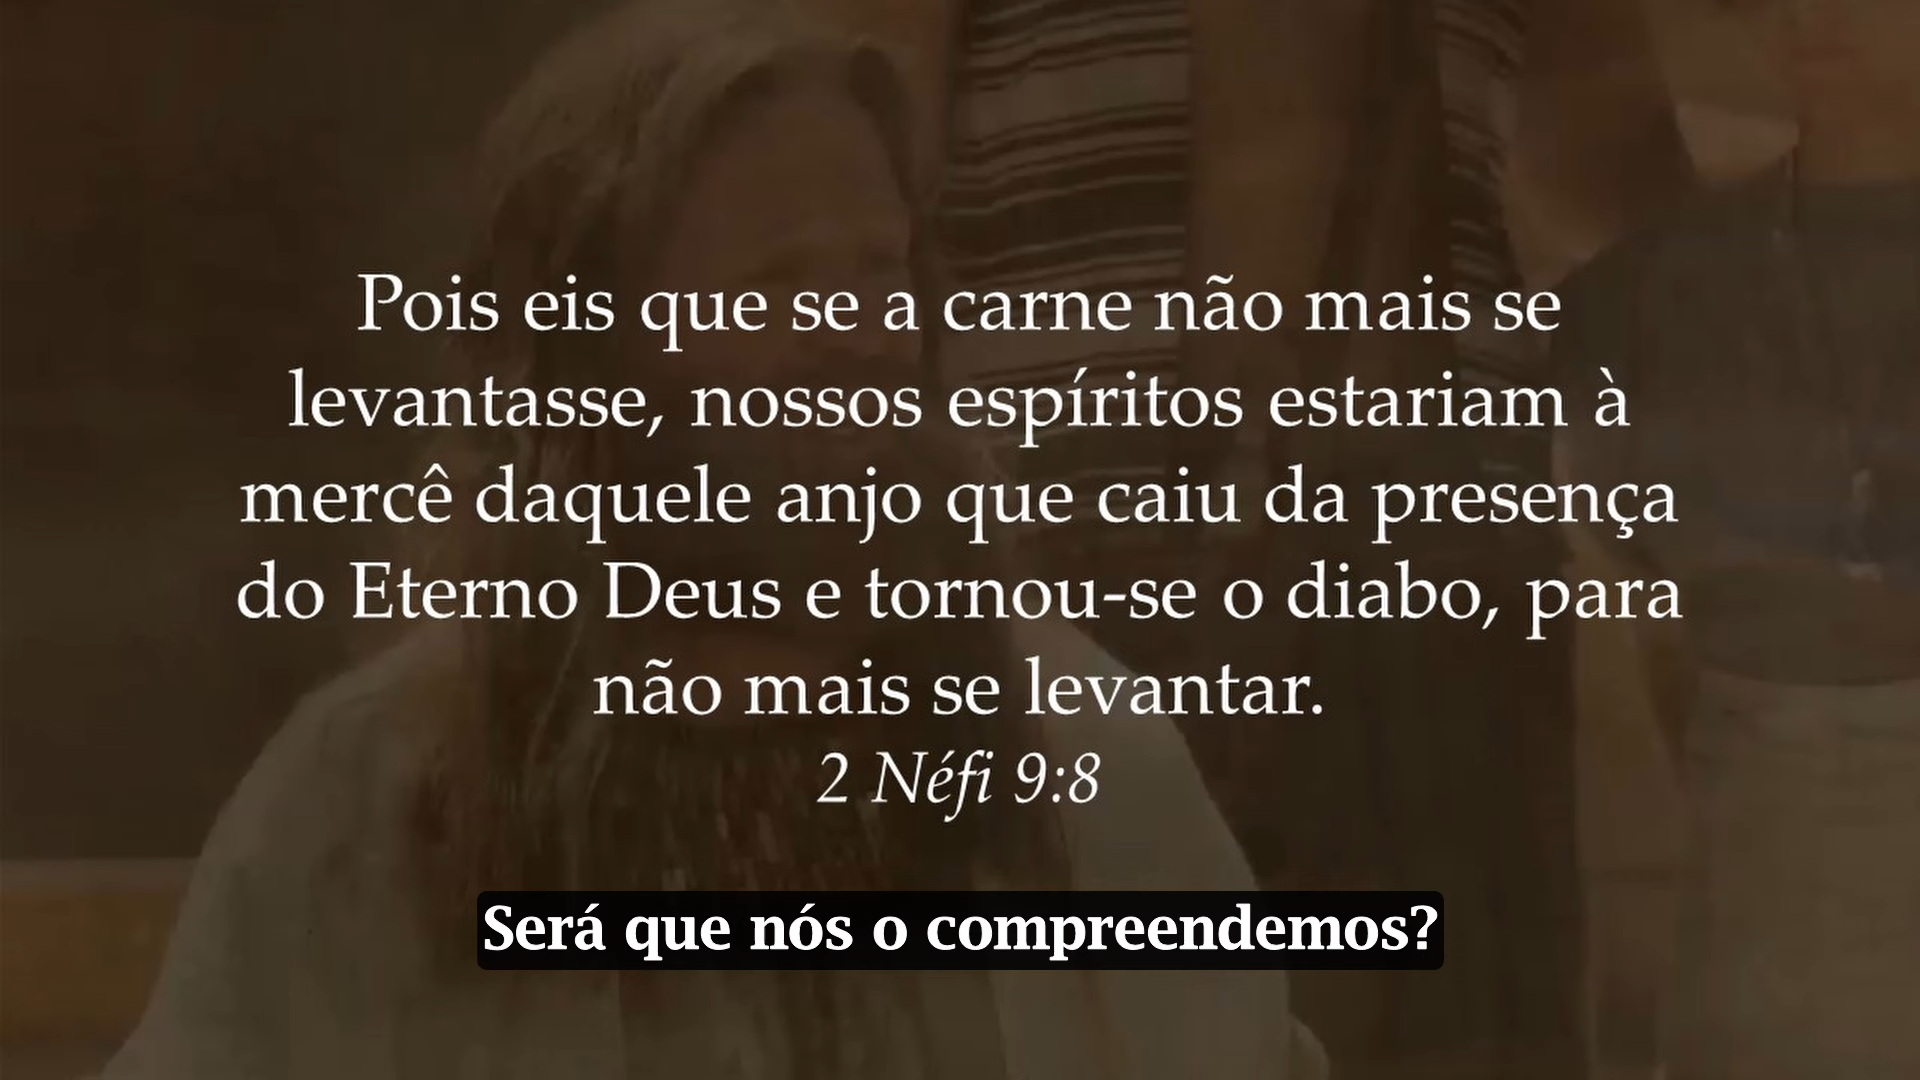 Pois eis que se a carne não mais se
levantasse, nossos espíritos estariam à
mercê daquele anjo que caiu da presença
do Eterno Deus e tornou-se o diabo, para
não mais se levantar.
2 Néfi 9:8
Será que nós o compreendemos?